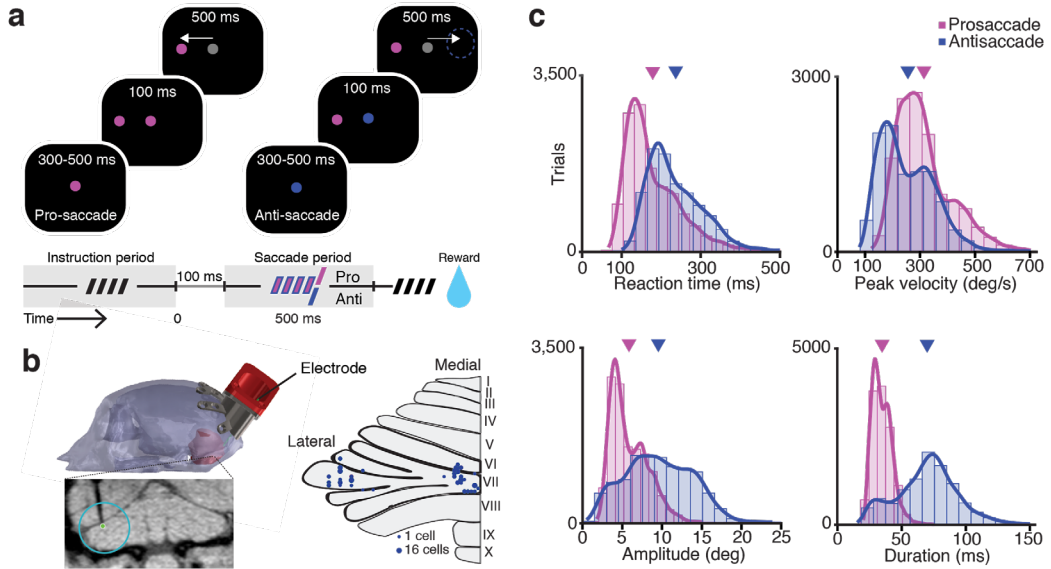 a
500 ms
500 ms
100 ms
100 ms
300-500 ms
300-500 ms
Pro-saccade
Anti-saccade
Instruction period
Saccade period
Reward
100 ms
Pro
Anti
Time
0
500 ms
b
Electrode
Medial
Lateral
I
II
III
IV
V
VI
VII
VIII
IX
X
1 cell
16 cells
c
Prosaccade
Antisaccade
3,500
Trials
0
0
100
300
500
Reaction time (ms)
3000
0
0
100
300
500
700
Peak velocity (deg/s)
3,500
0
0
5
10
15
20
25
Amplitude (deg)
5000
0
0
50
100
150
Duration (ms)